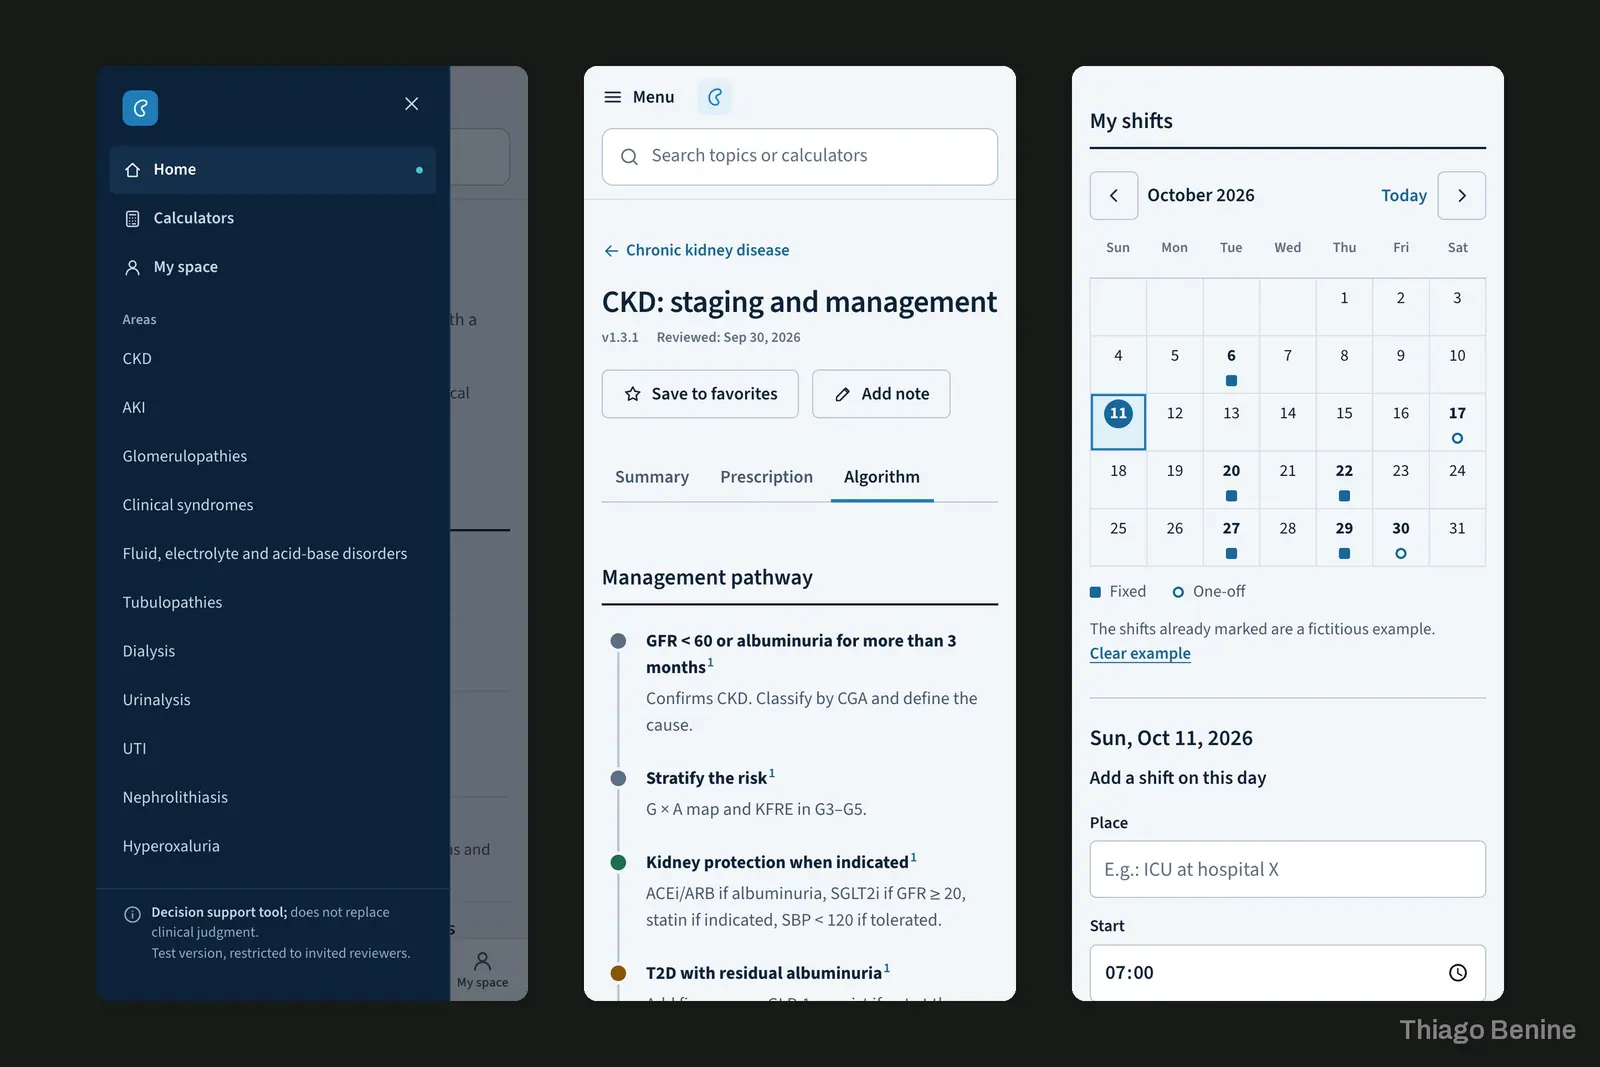 Home
Calculators
My space
Areas
CKD
AKI
Glomerulopathies
Clinical syndromes
Fluid, electrolyte and acid-base disorders
Tubulopathies
Dialysis
Urinalysis
UTI
Nephrolithiasis
Hyperoxaluria
Decision support tool; does not replace
clinical judgment.
Test version, restricted to invited reviewers.
th a
cal
ns and
s
My space
Menu
Search topics or calculators
← Chronic kidney disease
CKD: staging and management
v1.3.1 Reviewed: Sep 30, 2026
Save to favorites Add note
Summary Prescription Algorithm
Management pathway
GFR < 60 or albuminuria for more than 3
months¹
Confirms CKD. Classify by CGA and define the
cause.
Stratify the risk¹
G × A map and KFRE in G3–G5.
Kidney protection when indicated¹
ACEi/ARB if albuminuria, SGLT2i if GFR ≥ 20,
statin if indicated, SBP < 120 if tolerated.
T2D with residual albuminuria¹
My shifts
October 2026 Today
Sun Mon Tue Wed Thu Fri Sat
1 2 3
4 5 6 7 8 9 10
11 12 13 14 15 16 17
18 19 20 21 22 23 24
25 26 27 28 29 30 31
Fixed One-off
The shifts already marked are a fictitious example.
Clear example
Sun, Oct 11, 2026
Add a shift on this day
Place
E.g.: ICU at hospital X
Start
07:00
Thiago Benine